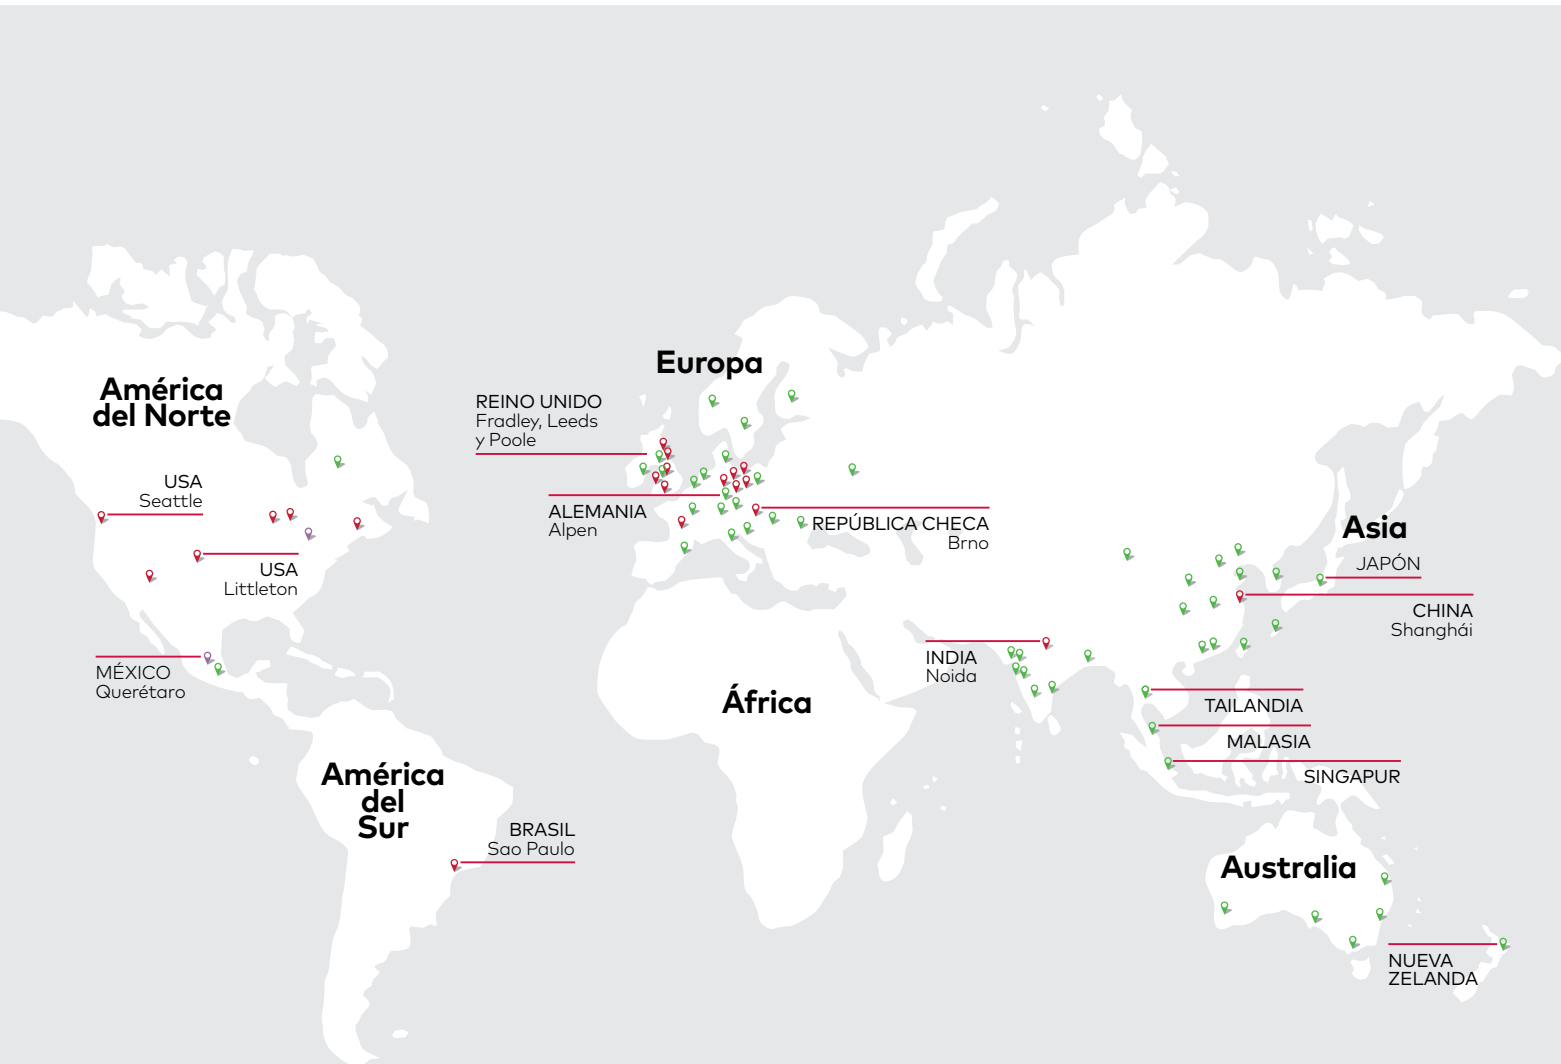 América
del Norte
USA
Seattle
USA
Littleton
MÉXICO
Querétaro
América
del
Sur
BRASIL
Sao Paulo
Europa
REINO UNIDO
Fradley, Leeds
y Poole
ALEMANIA
Alpen
REPÚBLICA CHECA
Brno
África
Asia
JAPÓN
CHINA
Shanghái
INDIA
Noida
TAILANDIA
MALASIA
SINGAPUR
Australia
NUEVA
ZELANDA